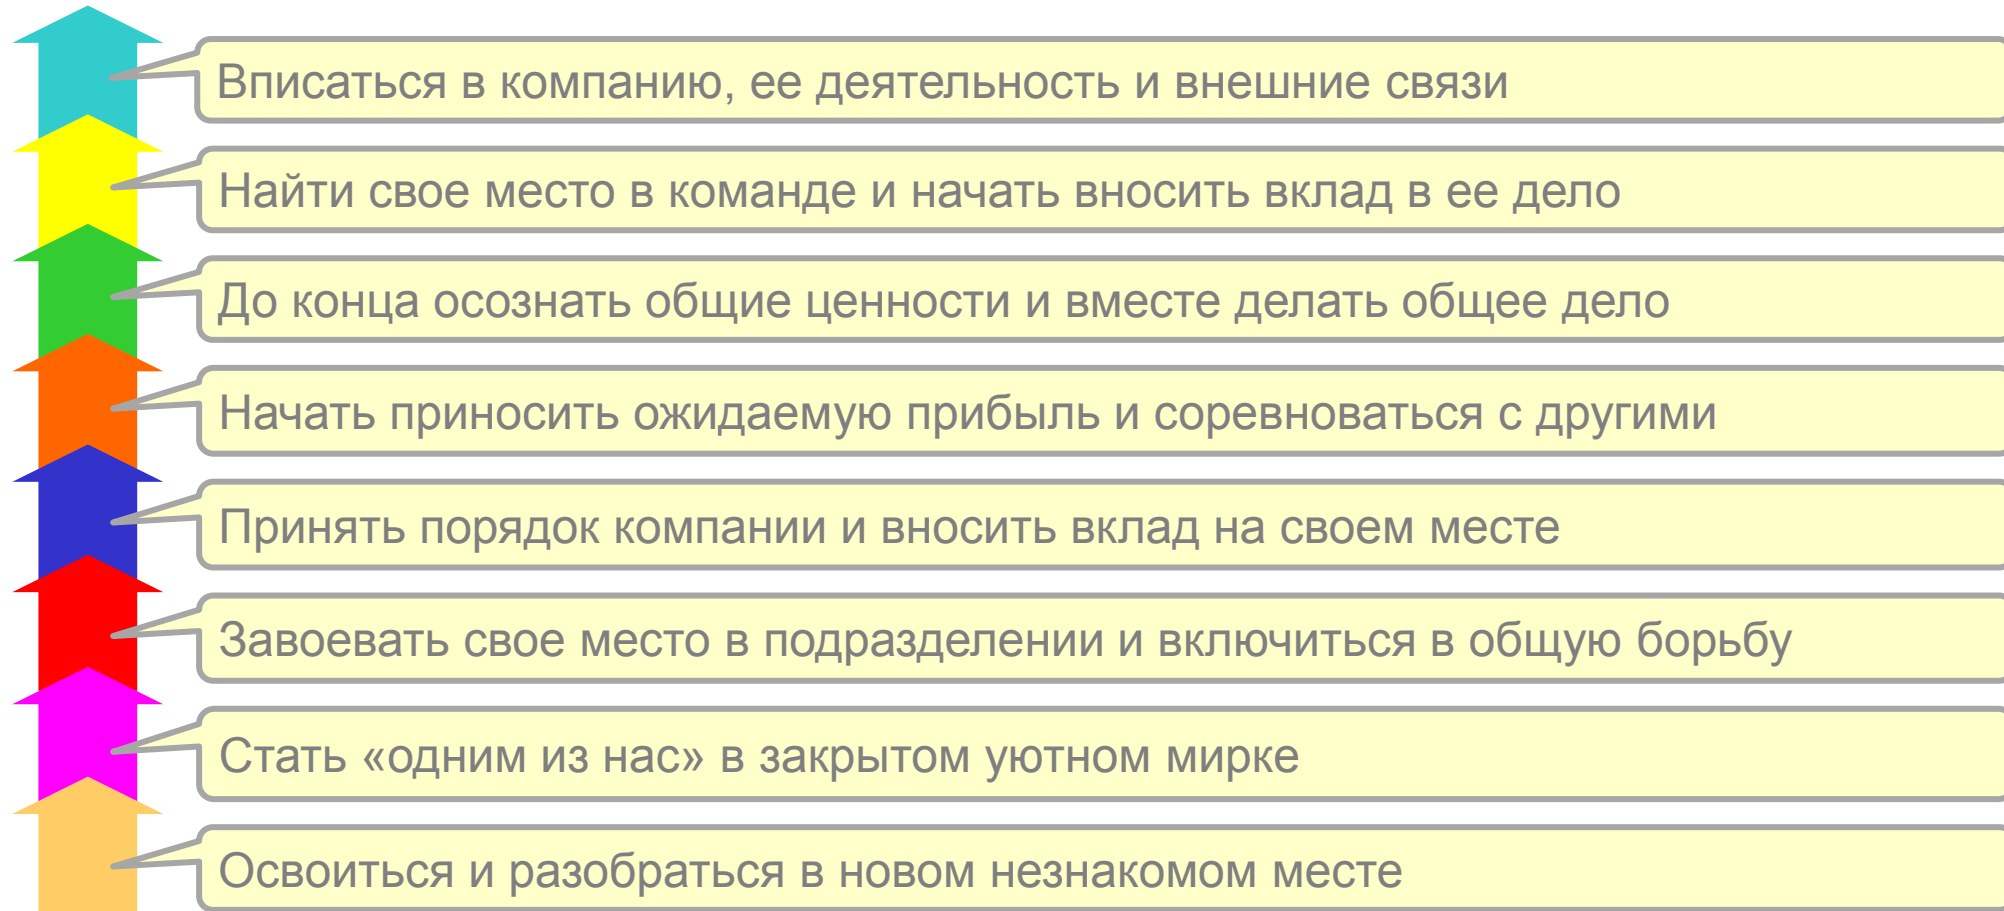 Вписаться в компанию, ее деятельность и внешние связи
Найти свое место в команде и начать вносить вклад в ее дело
До конца осознать общие ценности и вместе делать общее дело
Начать приносить ожидаемую прибыль и соревноваться с другими
Принять порядок компании и вносить вклад на своем месте
Завоевать свое место в подразделении и включиться в общую борьбу
Стать «одним из нас» в закрытом уютном мирке
Освоиться и разобраться в новом незнакомом месте